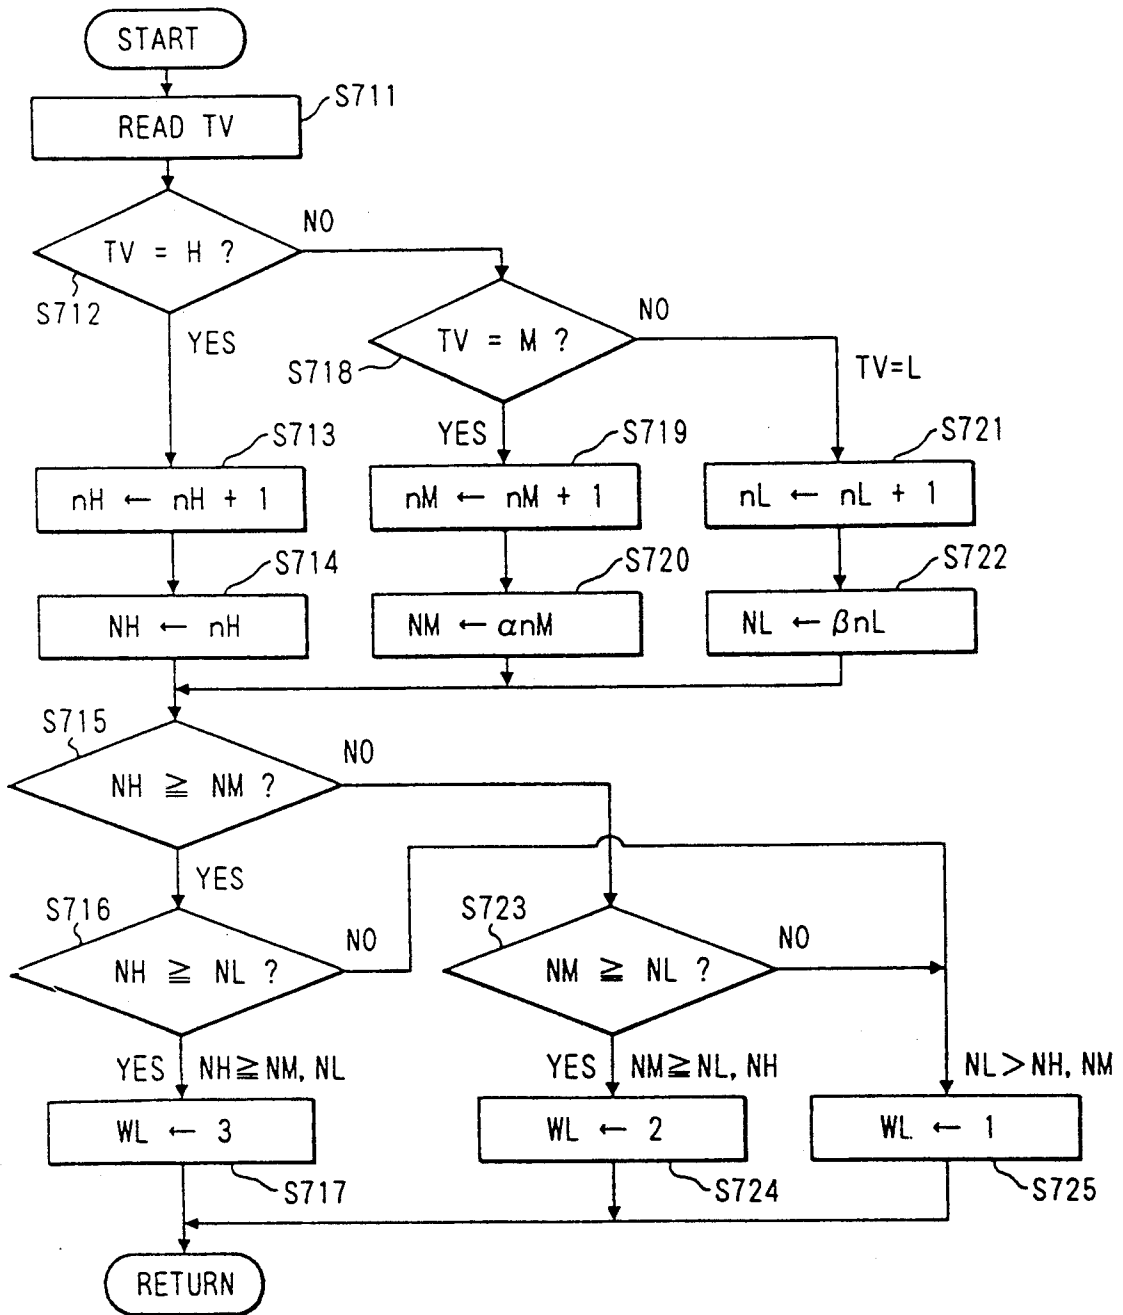 START
S711
READ TV
NO
TV = H ?
S712
YES
NO
TV = M ?
S718
TV=L
YES
S713
S719
S721
nH ← nH + 1
nM ← nM + 1
nL ← nL + 1
S714
S720
S722
NH ← nH
NM ← αnM
NL ← βnL
S715
NO
NH ≧ NM ?
YES
S716
S723
NO
NO
NH ≧ NL ?
NM ≧ NL ?
YES NH≧NM, NL
YES NM≧NL, NH
NL>NH, NM
WL ← 3
WL ← 2
WL ← 1
S717
S724
S725
RETURN